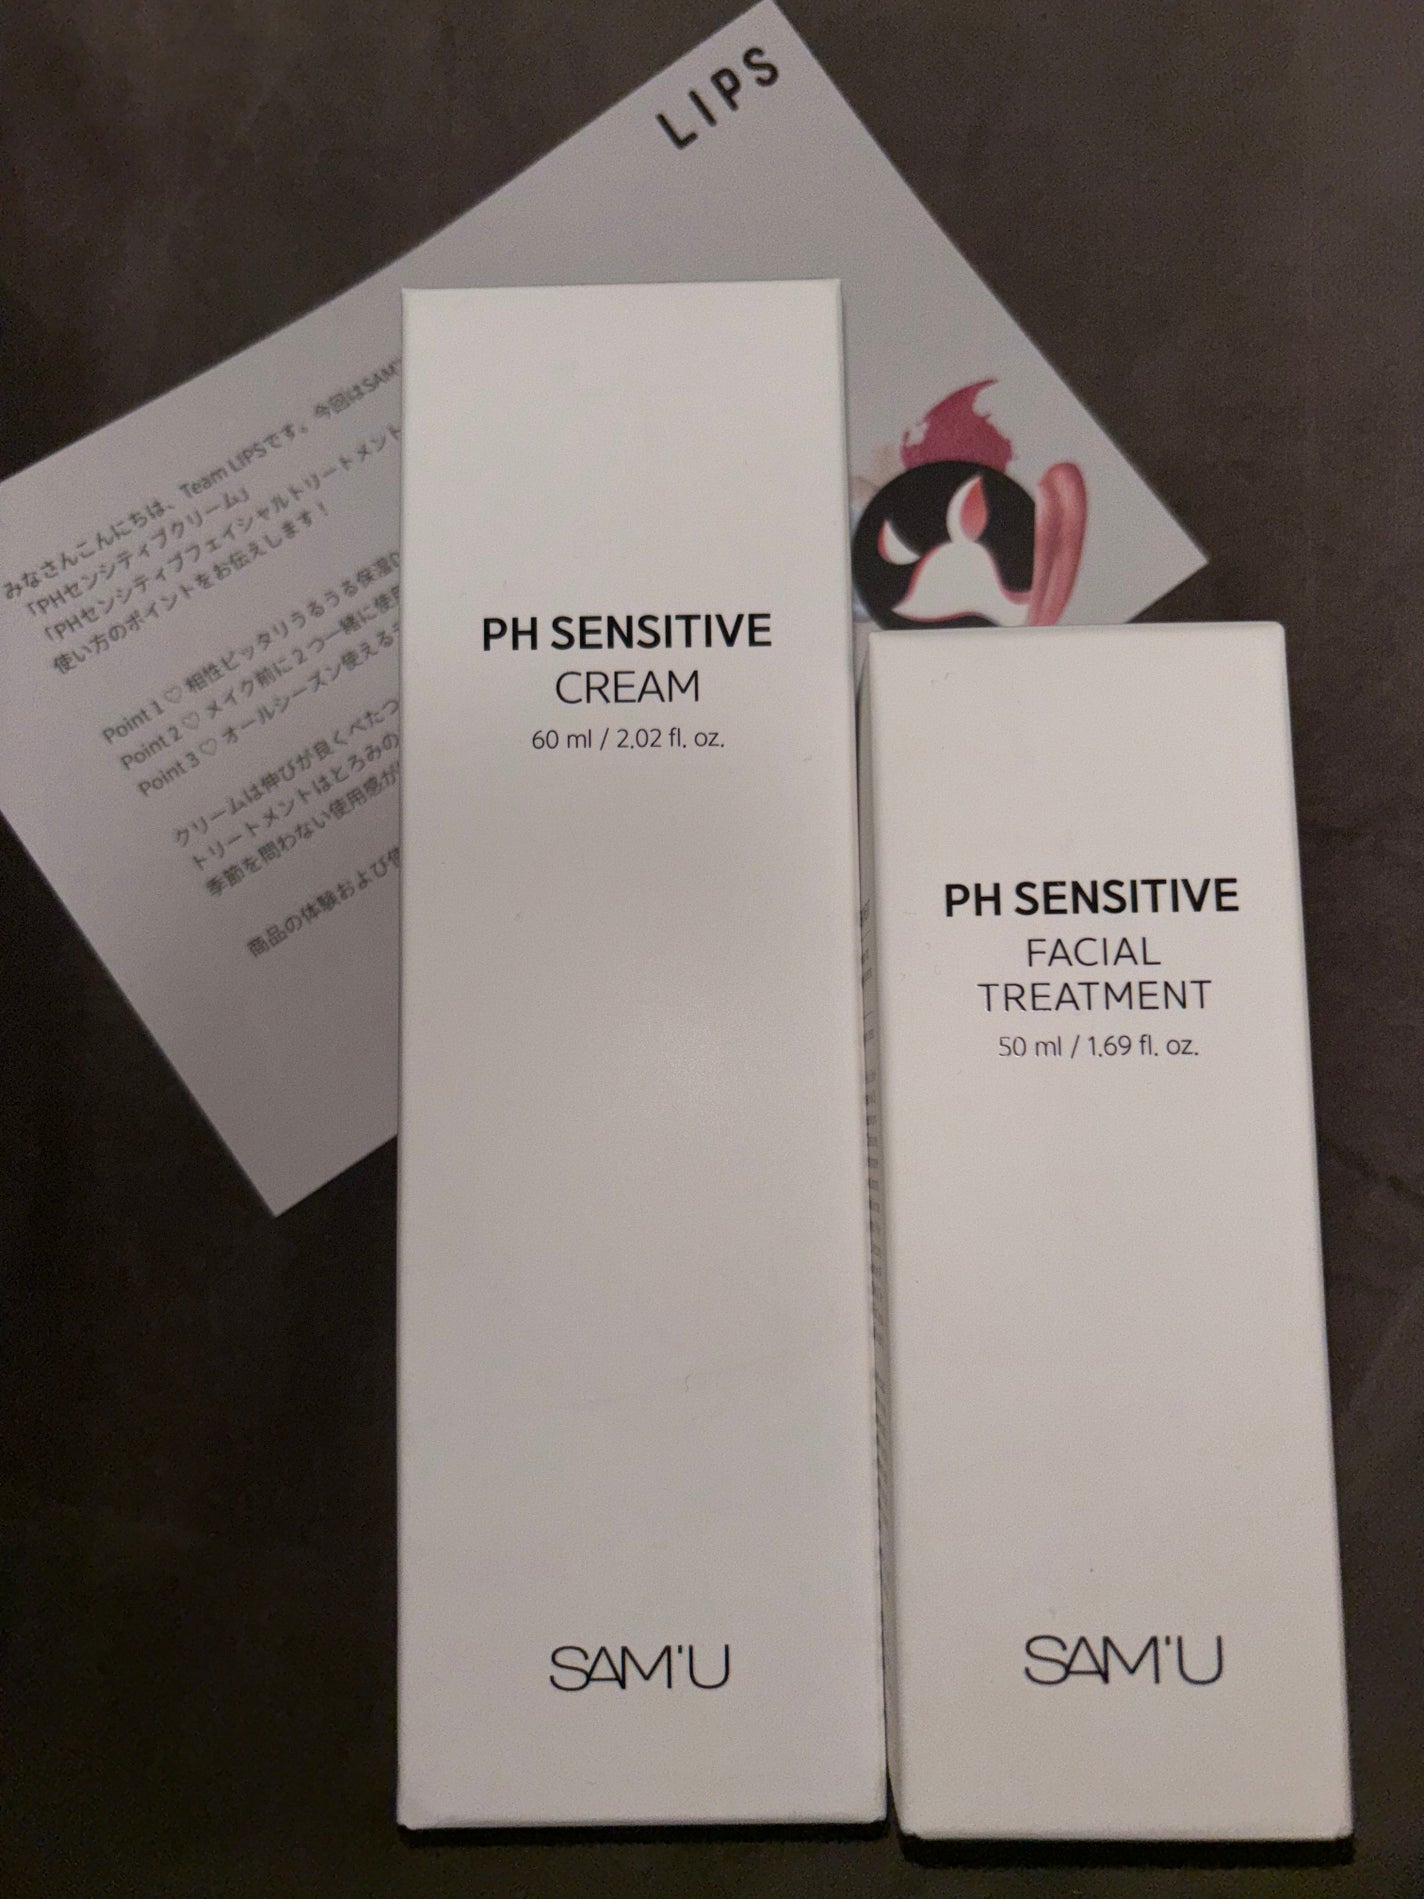 LIPS
みなさんこんにちは、Team LIPSです。今回はSAM'
「PHセンシティブクリーム」
「PHセンシティブフェイシャルトリートメント
使い方のポイントをお伝えします！
Point 1♡ 相性ピッタリうるうる保湿
Point 2♡ メイク前に2つ一緒に使用
Point 3♡ オールシーズン使える
クリームは伸びが良くべたつ
トリートメントはとろみの
季節を問わない使用感が
商品の体験および
PH SENSITIVE
CREAM
60 ml / 2.02 fl. oz.
SAM'U
PH SENSITIVE
FACIAL
TREATMENT
50 ml / 1.69 fl. oz.
SAM'U